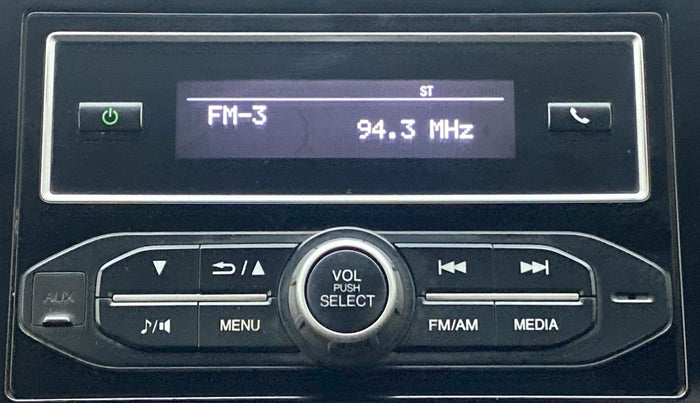 ST
FM-3
94.3 MHz
VOL
PUSH
SELECT
AUX
MENU
FM/AM
MEDIA